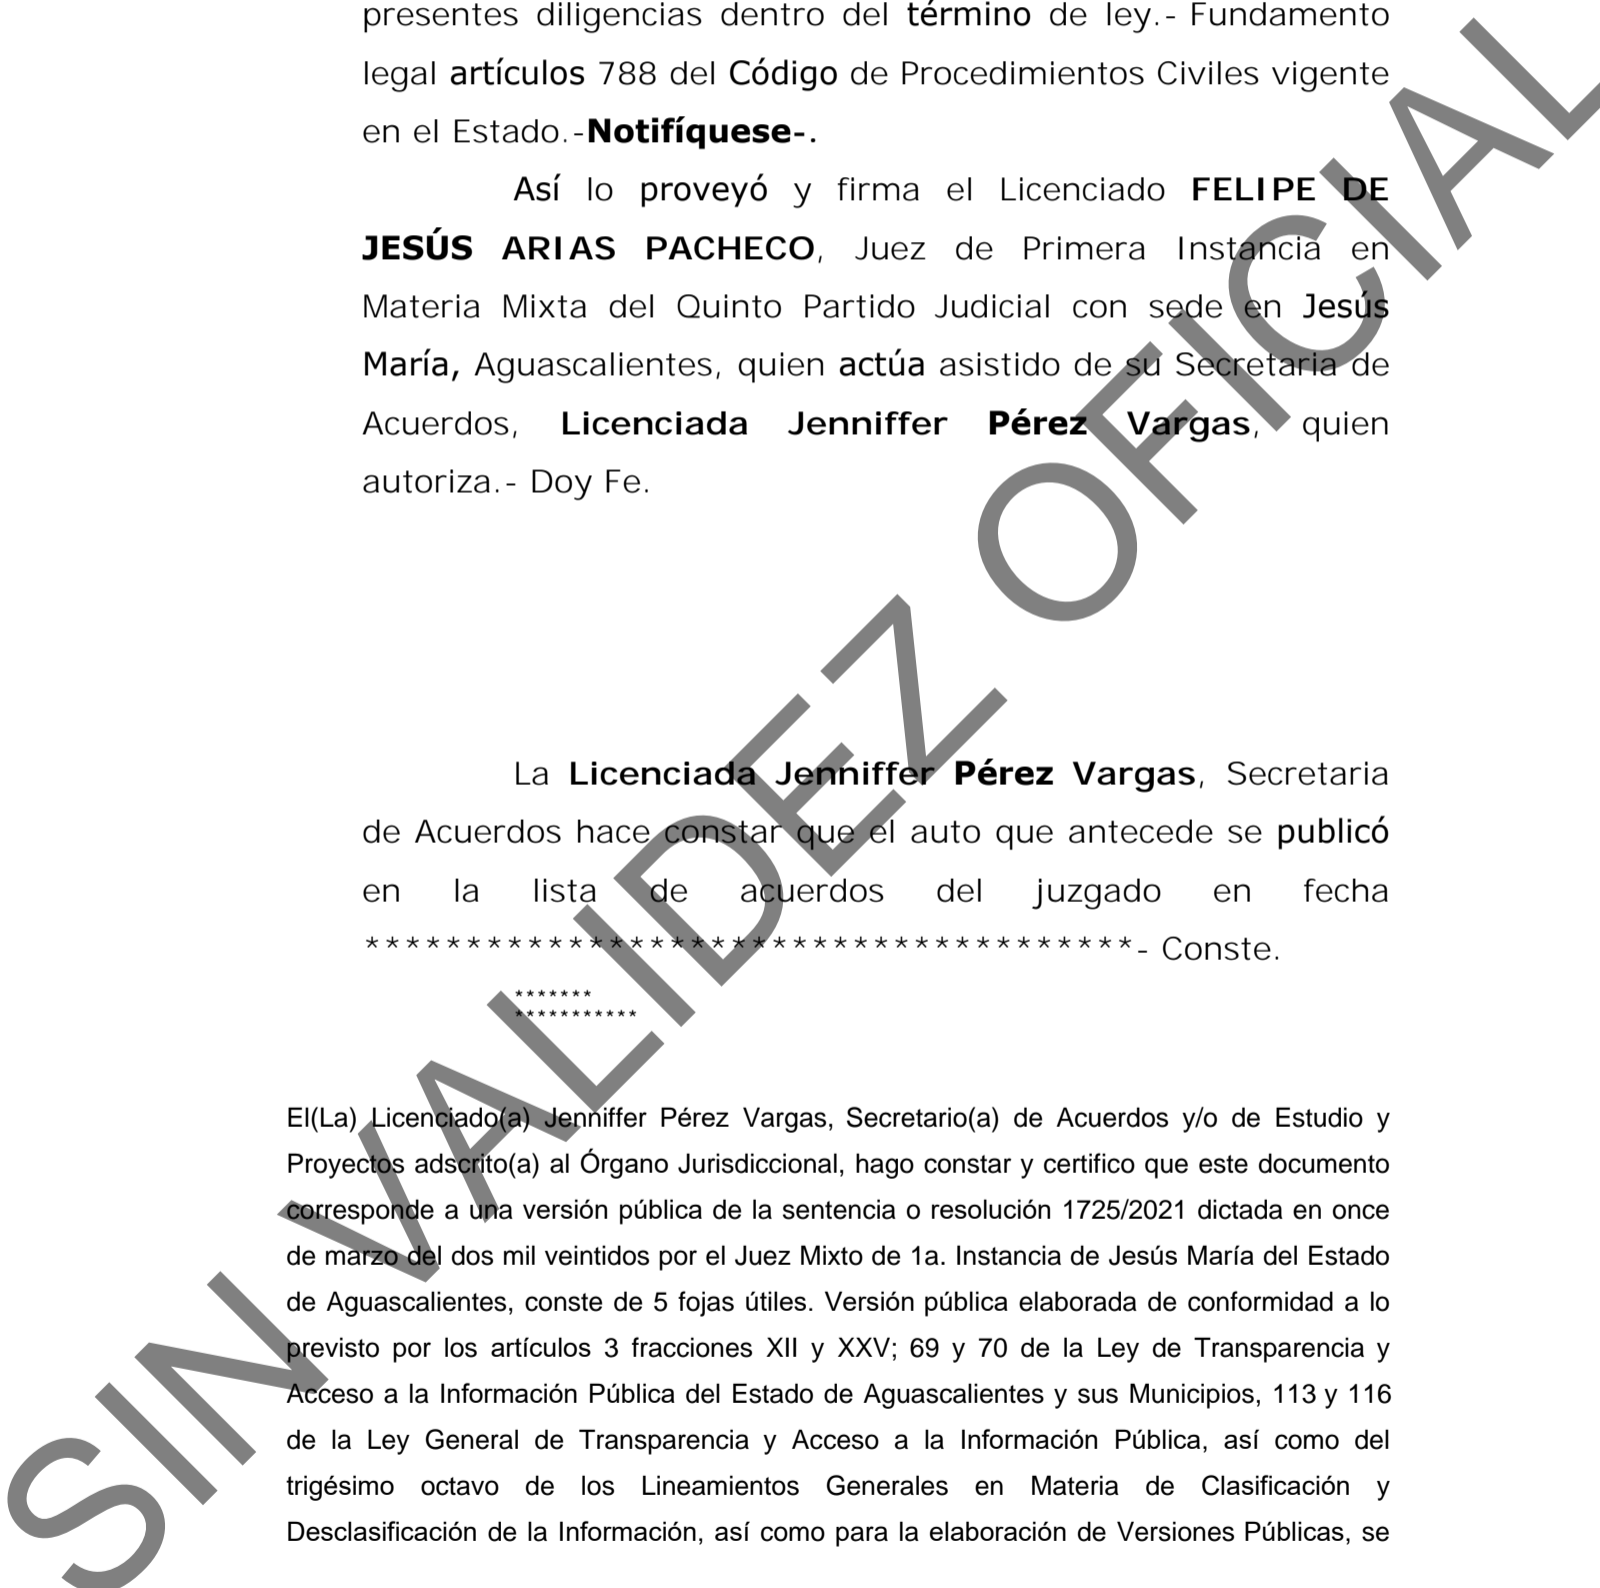 presentes diligencias dentro del término de ley.- Fundamento
legal artículos 788 del Código de Procedimientos Civiles vigente
en el Estado.-Notifíquese-.
Así lo proveyó y firma el Licenciado FELIPE DE
JESÚS ARIAS PACHECO, Juez de Primera Instancia en
Materia Mixta del Quinto Partido Judicial con sede en Jesús
María, Aguascalientes, quien actúa asistido de su Secretaria de
Acuerdos, Licenciada Jenniffer Pérez Vargas, quien
autoriza.- Doy Fe.
La Licenciada Jenniffer Pérez Vargas, Secretaria
de Acuerdos hace constar que el auto que antecede se publicó
en la lista de acuerdos del juzgado en fecha
**************************************- Conste.
*******
***********
El(La) Licenciado(a) Jenniffer Pérez Vargas, Secretario(a) de Acuerdos y/o de Estudio y
Proyectos adscrito(a) al Órgano Jurisdiccional, hago constar y certifico que este documento
corresponde a una versión pública de la sentencia o resolución 1725/2021 dictada en once
de marzo del dos mil veintidos por el Juez Mixto de 1a. Instancia de Jesús María del Estado
de Aguascalientes, conste de 5 fojas útiles. Versión pública elaborada de conformidad a lo
previsto por los artículos 3 fracciones XII y XXV; 69 y 70 de la Ley de Transparencia y
Acceso a la Información Pública del Estado de Aguascalientes y sus Municipios, 113 y 116
de la Ley General de Transparencia y Acceso a la Información Pública, así como del
trigésimo octavo de los Lineamientos Generales en Materia de Clasificación y
Desclasificación de la Información, así como para la elaboración de Versiones Públicas, se
SIN VALIDEZ OFICIAL